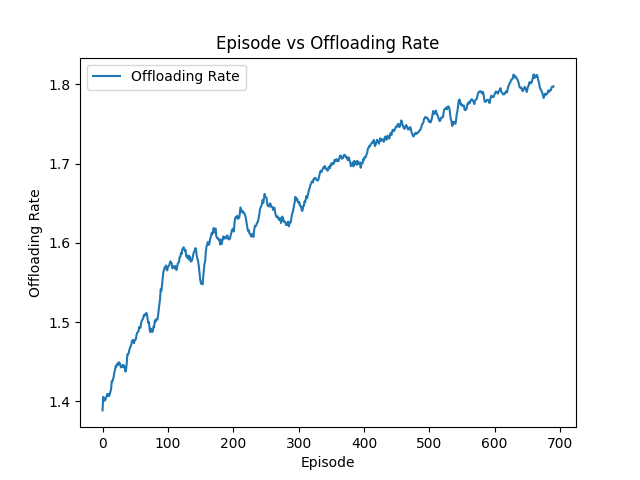 Episode vs Offloading Rate
Offloading Rate
1.8
1.7
1.6
1.5
1.4
Offloading Rate
0 100 200 300 400 500 600 700
Episode